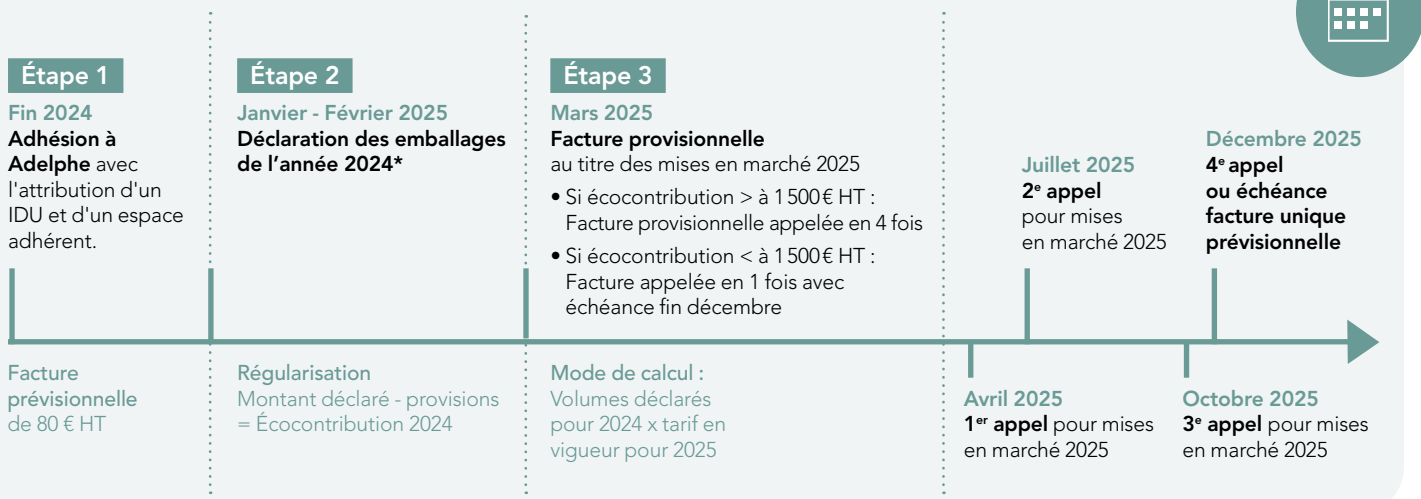 Étape 1
Fin 2024
Adhésion à
Adelphe avec
l'attribution d'un
IDU et d'un espace
adhérent.
Facture
prévisionnelle
de 80 € HT
Étape 2
Janvier - Février 2025
Déclaration des emballages
de l'année 2024*
Régularisation
Montant déclaré - provisions
= Écocontribution 2024
Étape 3
Mars 2025
Facture provisionnelle
au titre des mises en marché 2025
• Si écocontribution > à 1 500 € HT :
Facture provisionnelle appelée en 4 fois
• Si écocontribution < à 1 500 € HT :
Facture appelée en 1 fois avec
échéance fin décembre
Mode de calcul :
Volumes déclarés
pour 2024 x tarif en
vigueur pour 2025
Avril 2025
1er appel pour mises
en marché 2025
Juillet 2025
2e appel
pour mises
en marché 2025
Octobre 2025
3e appel pour mises
en marché 2025
Décembre 2025
4e appel
ou échéance
facture unique
prévisionnelle